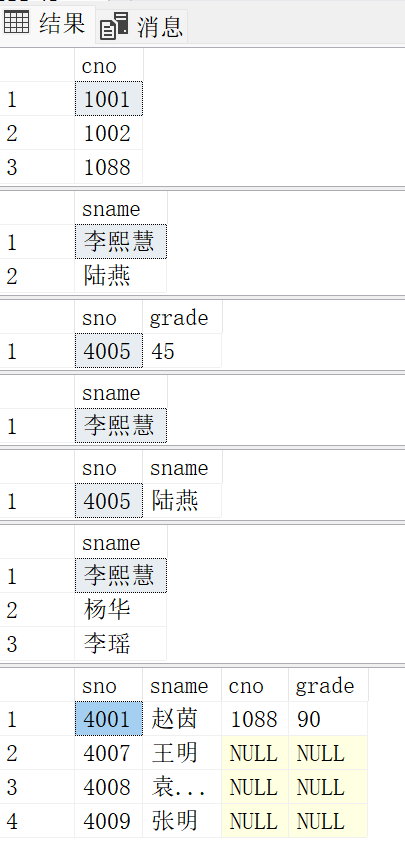 结果 消息
cno
1 1001
2 1002
3 1088
sname
1 李熙慧
2 陆燕
sno grade
1 4005 45
sname
1 李熙慧
sno sname
1 4005 陆燕
sname
1 李熙慧
2 杨华
3 李瑶
sno sname cno grade
1 4001 赵茵 1088 90
2 4007 王明 NULL NULL
3 4008 袁... NULL NULL
4 4009 张明 NULL NULL